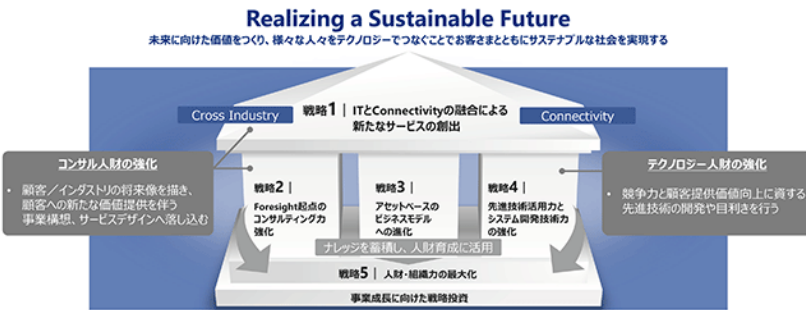 Realizing a Sustainable Future
未来に向けた価値をつくり、様々な人々をテクノロジーでつなぐことでお客さまとともにサステナブルな社会を実現する
Cross Industry
戦略1｜ITとConnectivityの融合による
新たなサービスの創出
Connectivity
コンサル人財の強化
• 顧客／インダストリの将来像を描き、
顧客への新たな価値提供を伴う
事業構想、サービスデザインへ落し込む
戦略2｜
Foresight起点の
コンサルティング力
強化
戦略3｜
アセットベースの
ビジネスモデル
への進化
戦略4｜
先進技術活用力と
システム開発技術力
の強化
テクノロジー人財の強化
• 競争力と顧客提供価値向上に資する
先進技術の開発や目利きを行う
ナレッジを蓄積し、人財育成に活用
戦略5｜人財・組織力の最大化
事業成長に向けた戦略投資